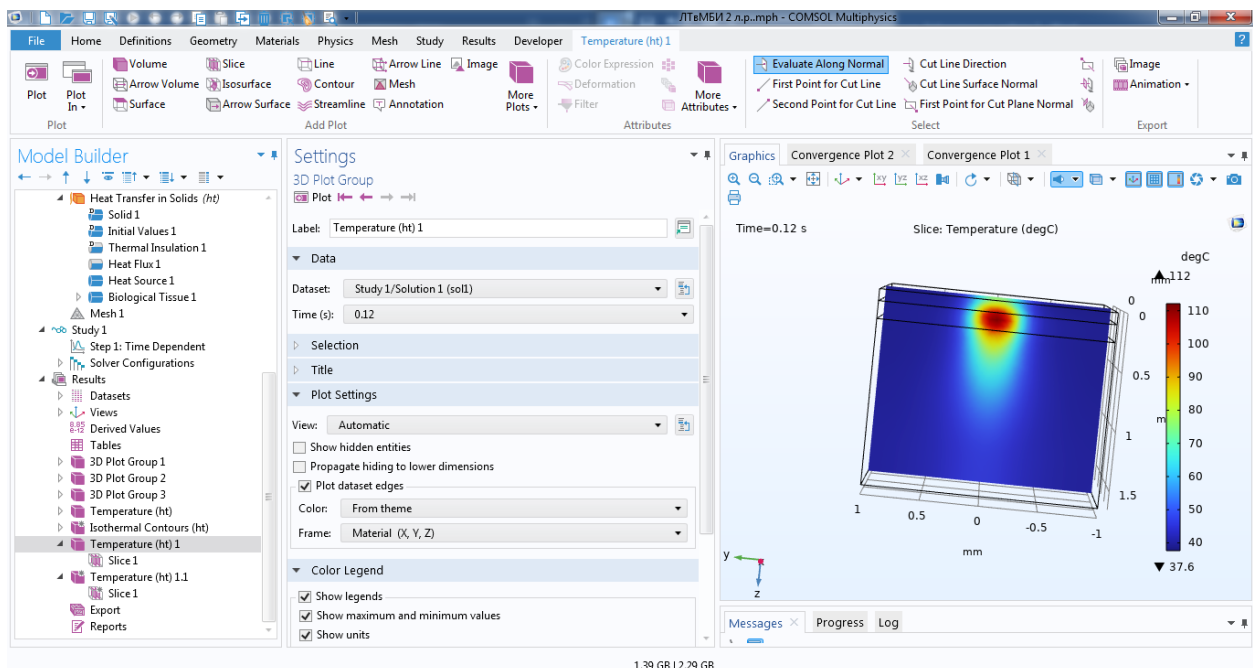 ЛТвМБИ 2 л.р..mph - COMSOL Multiphysics
File Home Definitions Geometry Materials Physics Mesh Study Results Developer Temperature (ht) 1
Plot
Plot In
Plot
Volume Slice Line Arrow Line Image
Arrow Volume Isosurface Contour Mesh
Surface Arrow Surface Streamline Annotation
More Plots
Add Plot
Color Expression
Deformation
Filter
More Attributes
Attributes
Evaluate Along Normal Cut Line Direction
First Point for Cut Line Cut Line Surface Normal
Second Point for Cut Line First Point for Cut Plane Normal
Select
Image
Animation
Export
Model Builder
Heat Transfer in Solids (ht)
Solid 1
Initial Values 1
Thermal Insulation 1
Heat Flux 1
Heat Source 1
Biological Tissue 1
Mesh 1
Study 1
Step 1: Time Dependent
Solver Configurations
Results
Datasets
Views
8.85
e-12
Derived Values
Tables
3D Plot Group 1
3D Plot Group 2
3D Plot Group 3
Temperature (ht)
Isothermal Contours (ht)
Temperature (ht) 1
Slice 1
Temperature (ht) 1.1
Slice 1
Export
Reports
Settings
3D Plot Group
Plot
Label: Temperature (ht) 1
Data
Dataset: Study 1/Solution 1 (sol1)
Time (s): 0.12
Selection
Title
Plot Settings
View: Automatic
Show hidden entities
Propagate hiding to lower dimensions
Plot dataset edges
Color: From theme
Frame: Material (X, Y, Z)
Color Legend
Show legends
Show maximum and minimum values
Show units
Graphics Convergence Plot 2 Convergence Plot 1
xy yz xz
Time=0.12 s Slice: Temperature (degC)
degC
mm 112
0
0
0.5
m
1
1.5
1 0.5 0 -0.5 -1
mm
110
100
90
80
70
60
50
40
37.6
y
z
Messages Progress Log
1.39 GB | 2.29 GB